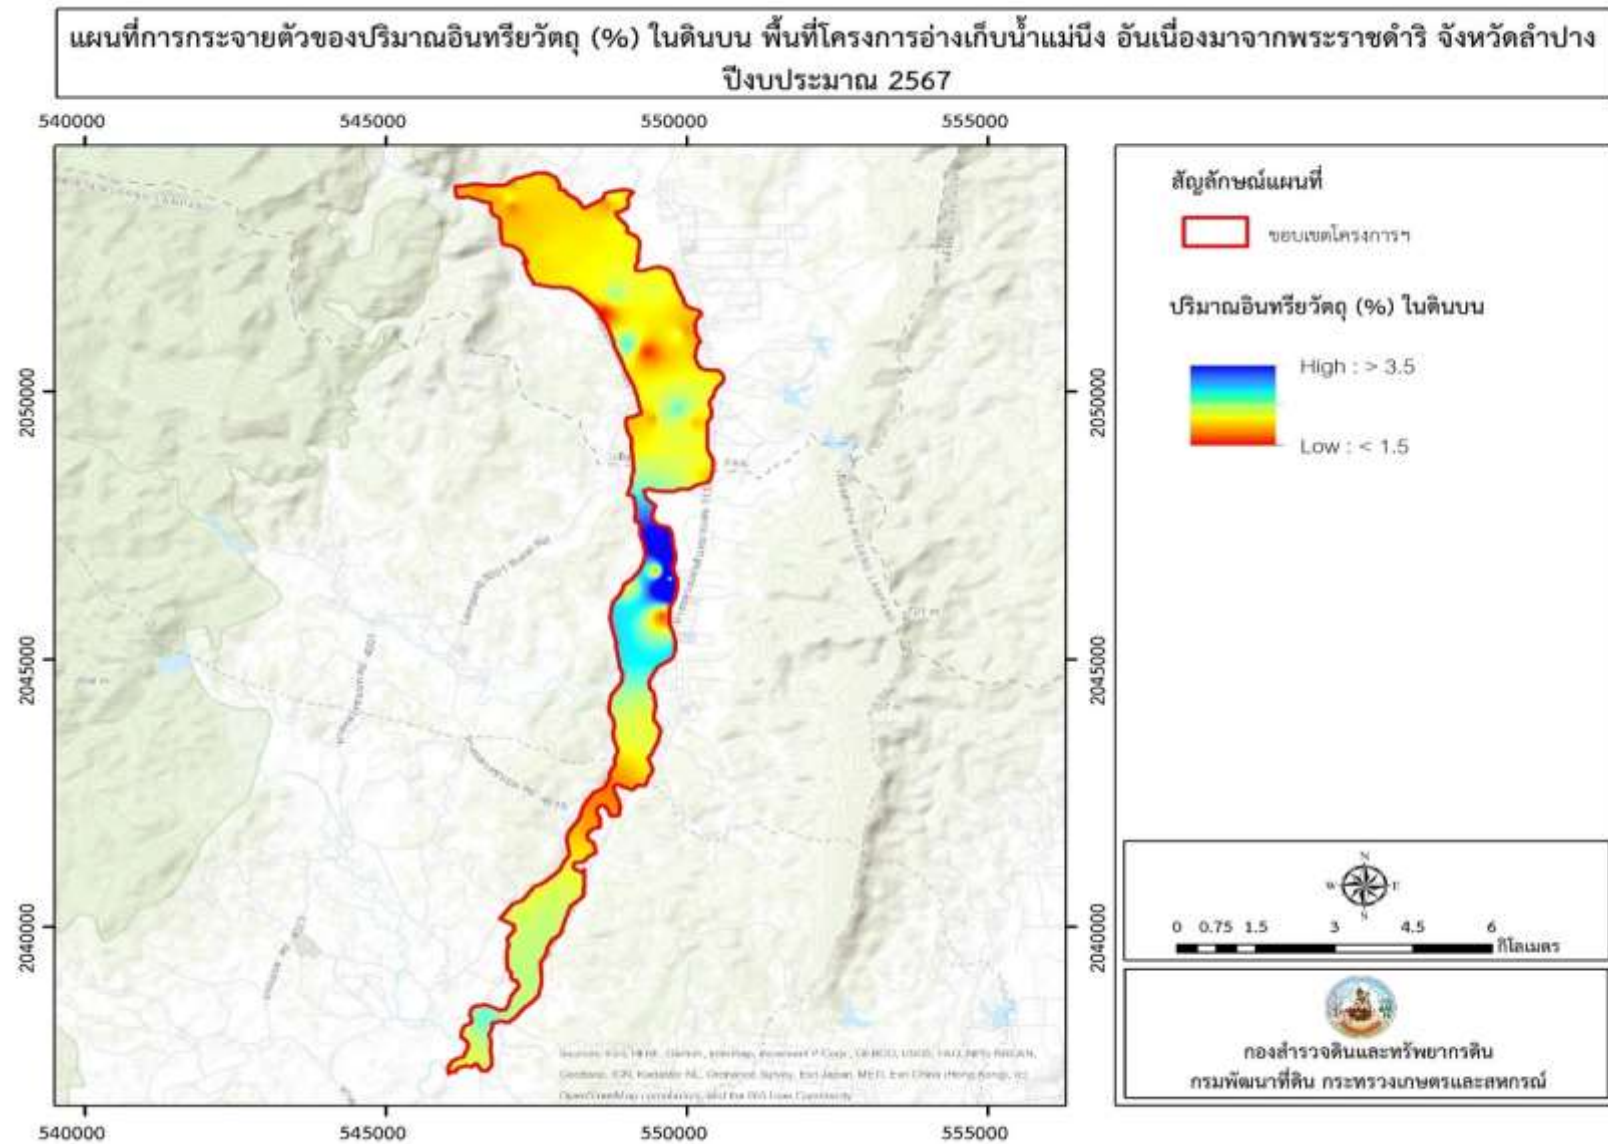 แผนที่การกระจายตัวของปริมาณอินทรียวัตถุ (%) ในดินบน พื้นที่โครงการอ่างเก็บน้ำแม่นึง อันเนื่องมาจากพระราชดำริ จังหวัดลำปาง
ปีงบประมาณ 2567
540000 545000 550000 555000
สัญลักษณ์แผนที่
ขอบเขตโครงการฯ
ปริมาณอินทรียวัตถุ (%) ในดินบน
High : > 3.5
Low : < 1.5
2050000 2050000
2045000 2045000
2040000 2040000
N
W E
S
0 0.75 1.5 3 4.5 6
กิโลเมตร
กองสำรวจดินและทรัพยากรดิน
กรมพัฒนาที่ดิน กระทรวงเกษตรและสหกรณ์
540000 545000 550000 555000